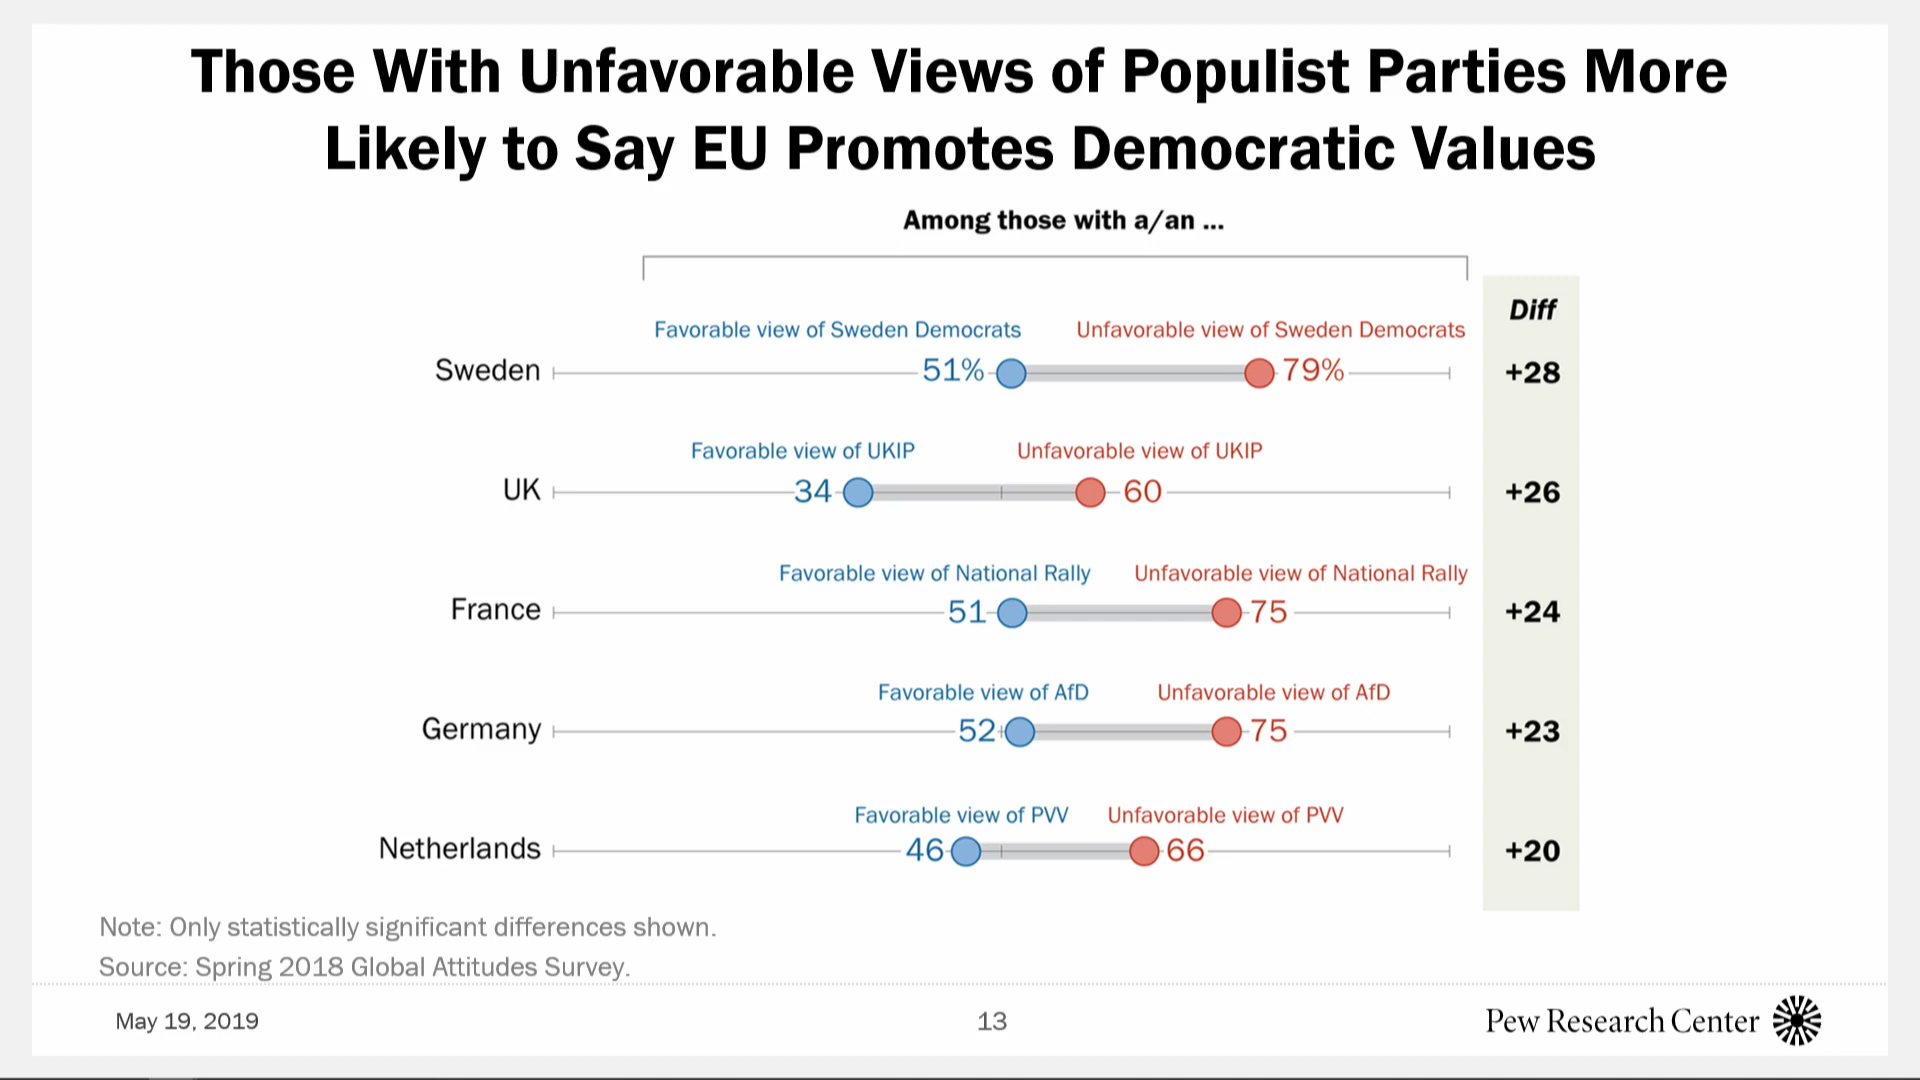 Those With Unfavorable Views of Populist Parties More
Likely to Say EU Promotes Democratic Values
Among those with a/an ...
Diff
Favorable view of Sweden Democrats
Unfavorable view of Sweden Democrats
Sweden
51%
79%
+28
Favorable view of UKIP
Unfavorable view of UKIP
UK
34
60
+26
Favorable view of National Rally
Unfavorable view of National Rally
France
51
75
+24
Favorable view of AfD
Unfavorable view of AfD
Germany
52
75
+23
Favorable view of PVV
Unfavorable view of PVV
Netherlands
46
66
+20
Note: Only statistically significant differences shown.
Source: Spring 2018 Global Attitudes Survey.
May 19, 2019
13
Pew Research Center